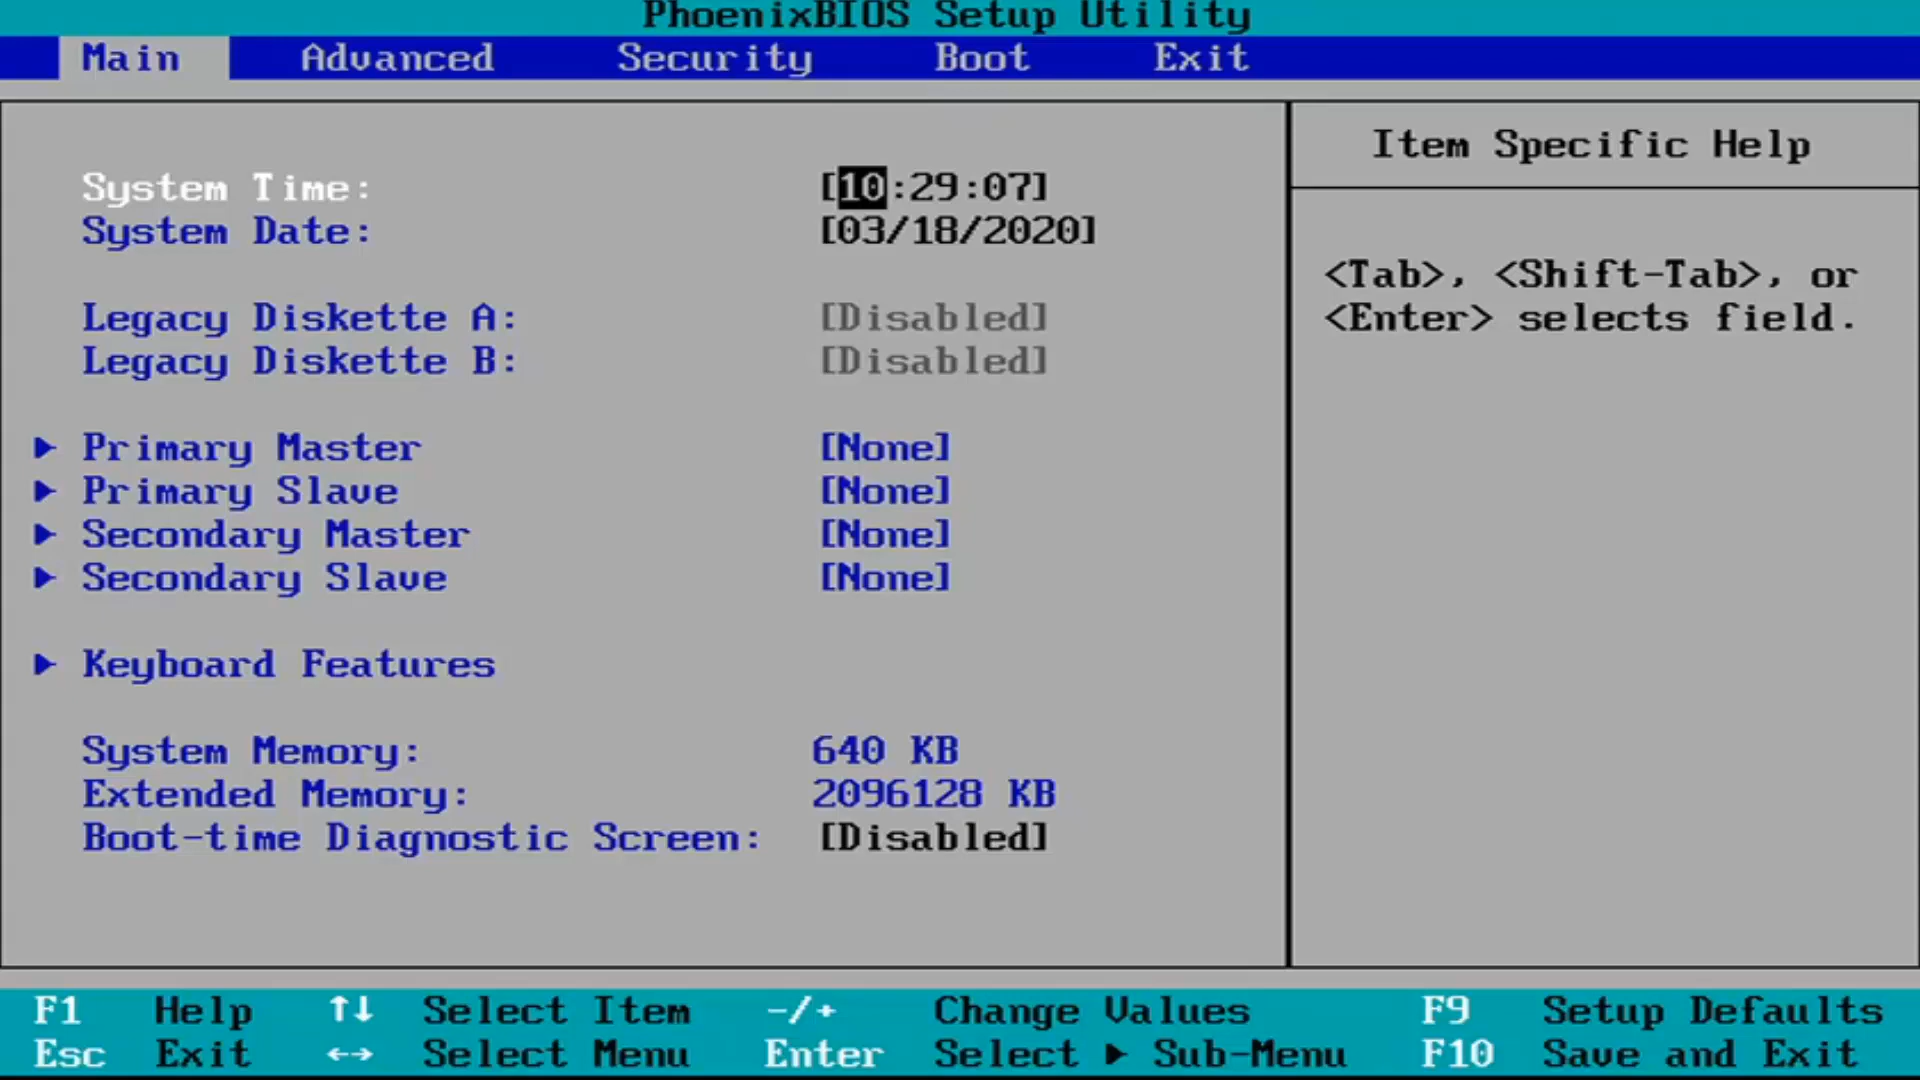 PhoenixBIOS Setup Utility
Main Advanced Security Boot Exit
Item Specific Help
System Time: [10:29:07]
System Date: [03/18/2020]
<Tab>, <Shift-Tab>, or
<Enter> selects field.
Legacy Diskette A: [Disabled]
Legacy Diskette B: [Disabled]
▶ Primary Master [None]
▶ Primary Slave [None]
▶ Secondary Master [None]
▶ Secondary Slave [None]
▶ Keyboard Features
System Memory: 640 KB
Extended Memory: 2096128 KB
Boot-time Diagnostic Screen: [Disabled]
F1 Help ↑↓ Select Item -/+ Change Values F9 Setup Defaults
Esc Exit ↔ Select Menu Enter Select ▶ Sub-Menu F10 Save and Exit